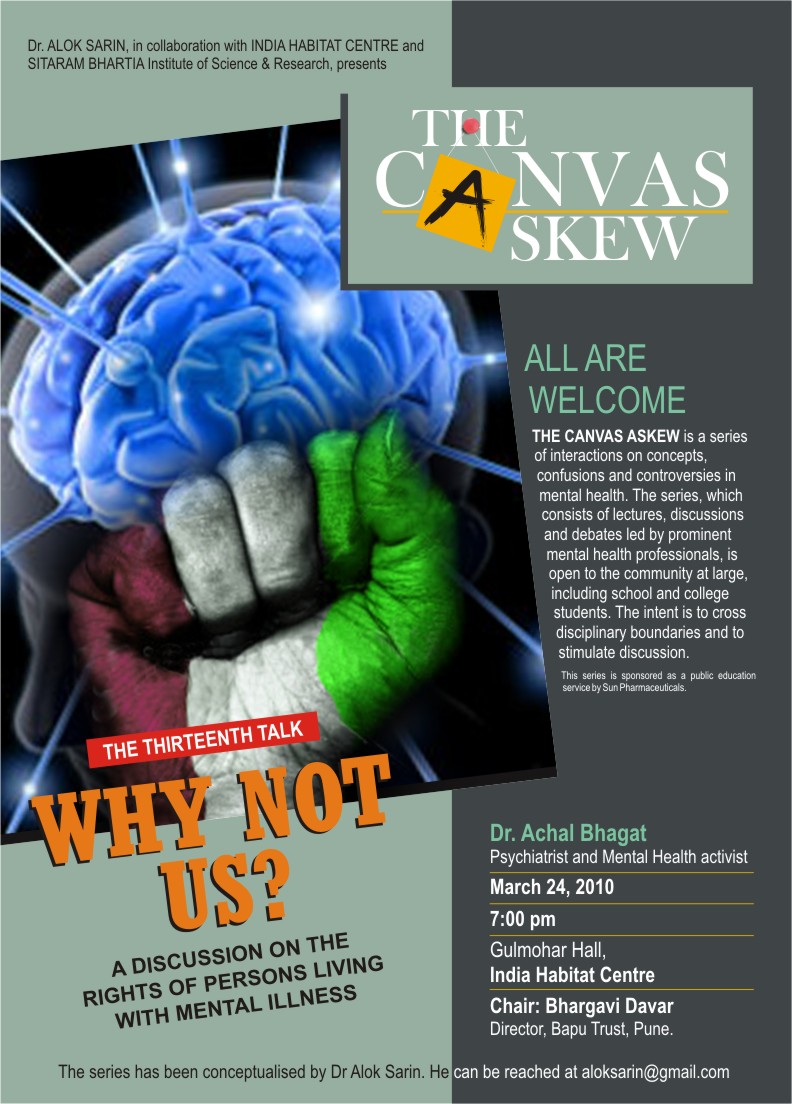 Dr. ALOK SARIN, in collaboration with INDIA HABITAT CENTRE and
SITARAM BHARTIA Institute of Science & Research, presents
THE
CANVAS
ASKEW
ALL ARE
WELCOME
THE CANVAS ASKEW is a series
of interactions on concepts,
confusions and controversies in
mental health. The series, which
consists of lectures, discussions
and debates led by prominent
mental health professionals, is
open to the community at large,
including school and college
students. The intent is to cross
disciplinary boundaries and to
stimulate discussion.
This series is sponsored as a public education
service by Sun Pharmaceuticals.
THE THIRTEENTH TALK
WHY NOT
US?
A DISCUSSION ON THE
RIGHTS OF PERSONS LIVING
WITH MENTAL ILLNESS
Dr. Achal Bhagat
Psychiatrist and Mental Health activist
March 24, 2010
7:00 pm
Gulmohar Hall,
India Habitat Centre
Chair: Bhargavi Davar
Director, Bapu Trust, Pune.
The series has been conceptualised by Dr Alok Sarin. He can be reached at aloksarin@gmail.com